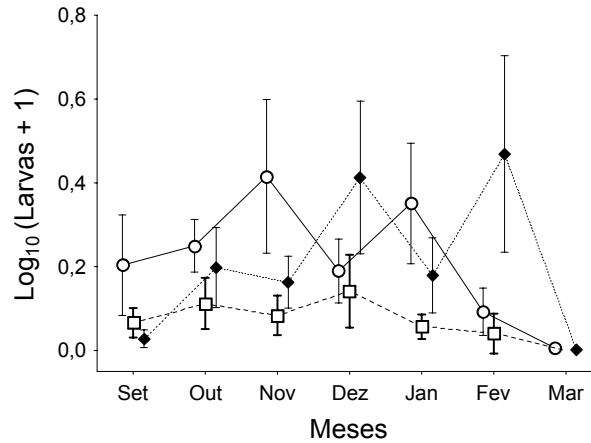 Log₁₀ (Larvas + 1)
0,8
0,6
0,4
0,2
0,0
Set Out Nov Dez Jan Fev Mar
Meses